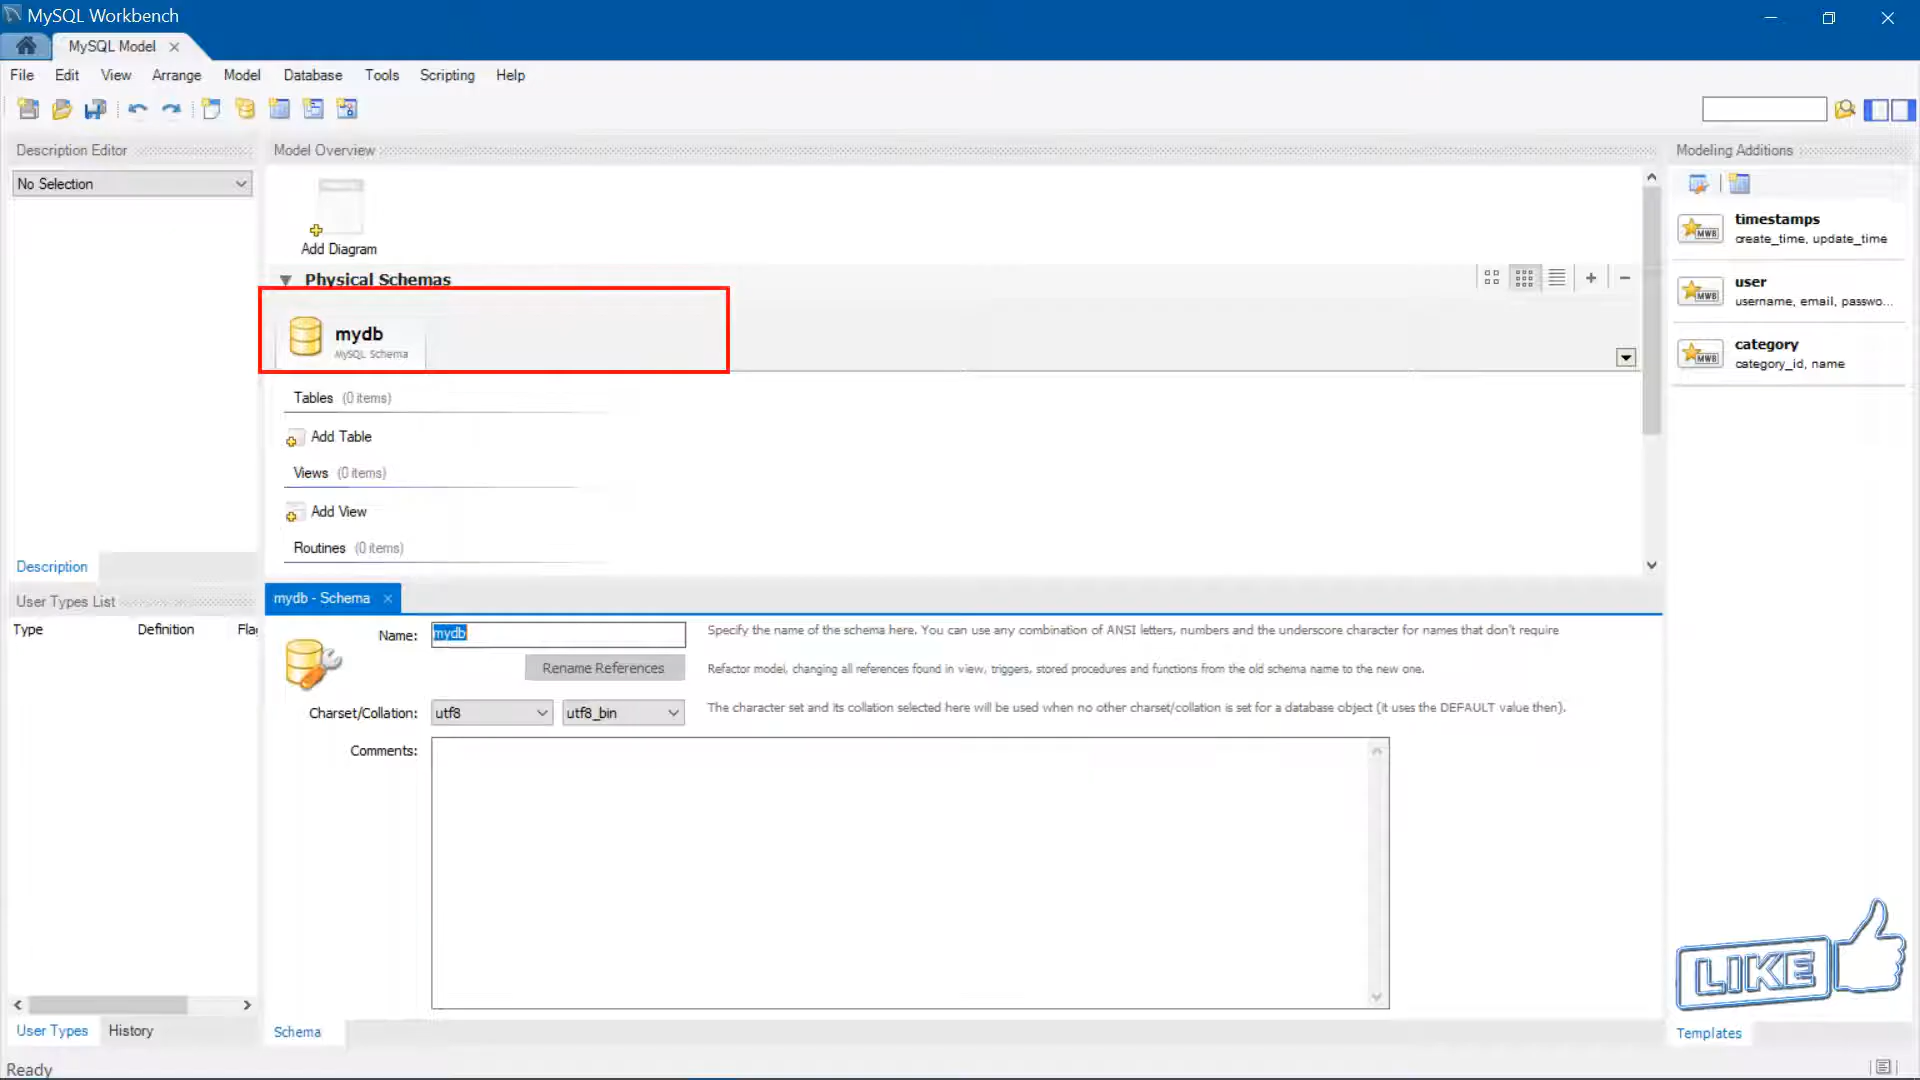 MySQL Workbench
MySQL Model
File Edit View Arrange Model Database Tools Scripting Help
Description Editor
No Selection
Description
User Types List
Type Definition Fla
User Types History
Model Overview
Add Diagram
Physical Schemas
mydb
MySQL Schema
Tables (0 items)
Add Table
Views (0 items)
Add View
Routines (0 items)
mydb - Schema
Name: mydb
Specify the name of the schema here. You can use any combination of ANSI letters, numbers and the underscore character for names that don't require
Rename References
Refactor model, changing all references found in view, triggers, stored procedures and functions from the old schema name to the new one.
Charset/Collation: utf8 utf8_bin
The character set and its collation selected here will be used when no other charset/collation is set for a database object (it uses the DEFAULT value then).
Comments:
Schema
Modeling Additions
MWB
timestamps
create_time, update_time
MWB
user
username, email, passwo...
MWB
category
category_id, name
LIKE
Templates
Ready